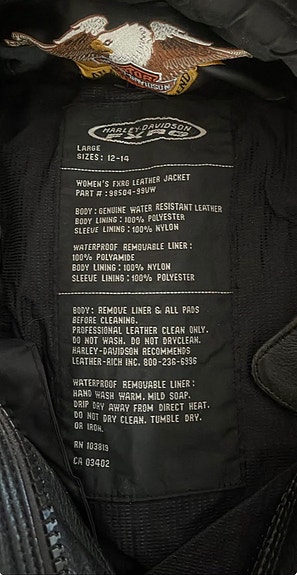 HARLEY-DAVIDSON
HARLEY-DAVIDSON
FXRG
LARGE
SIZES: 12-14
WOMEN'S FXRG LEATHER JACKET
PART #: 98504-99VW
BODY: GENUINE WATER RESISTANT LEATHER
BODY LINING: 100% POLYESTER
SLEEVE LINING: 100% NYLON
WATERPROOF REMOVABLE LINER:
100% POLYAMIDE
BODY LINING: 100% NYLON
SLEEVE LINING: 100% POLYESTER
BODY: REMOVE LINER & ALL PADS
BEFORE CLEANING.
PROFESSIONAL LEATHER CLEAN ONLY.
DO NOT WASH. DO NOT DRYCLEAN.
HARLEY-DAVIDSON RECOMMENDS
LEATHER-RICH INC. 800-236-6996
WATERPROOF REMOVABLE LINER:
HAND WASH WARM. MILD SOAP.
DRIP DRY AWAY FROM DIRECT HEAT.
DO NOT DRY CLEAN. TUMBLE DRY.
OR IRON.
RN 103819
CA 03402